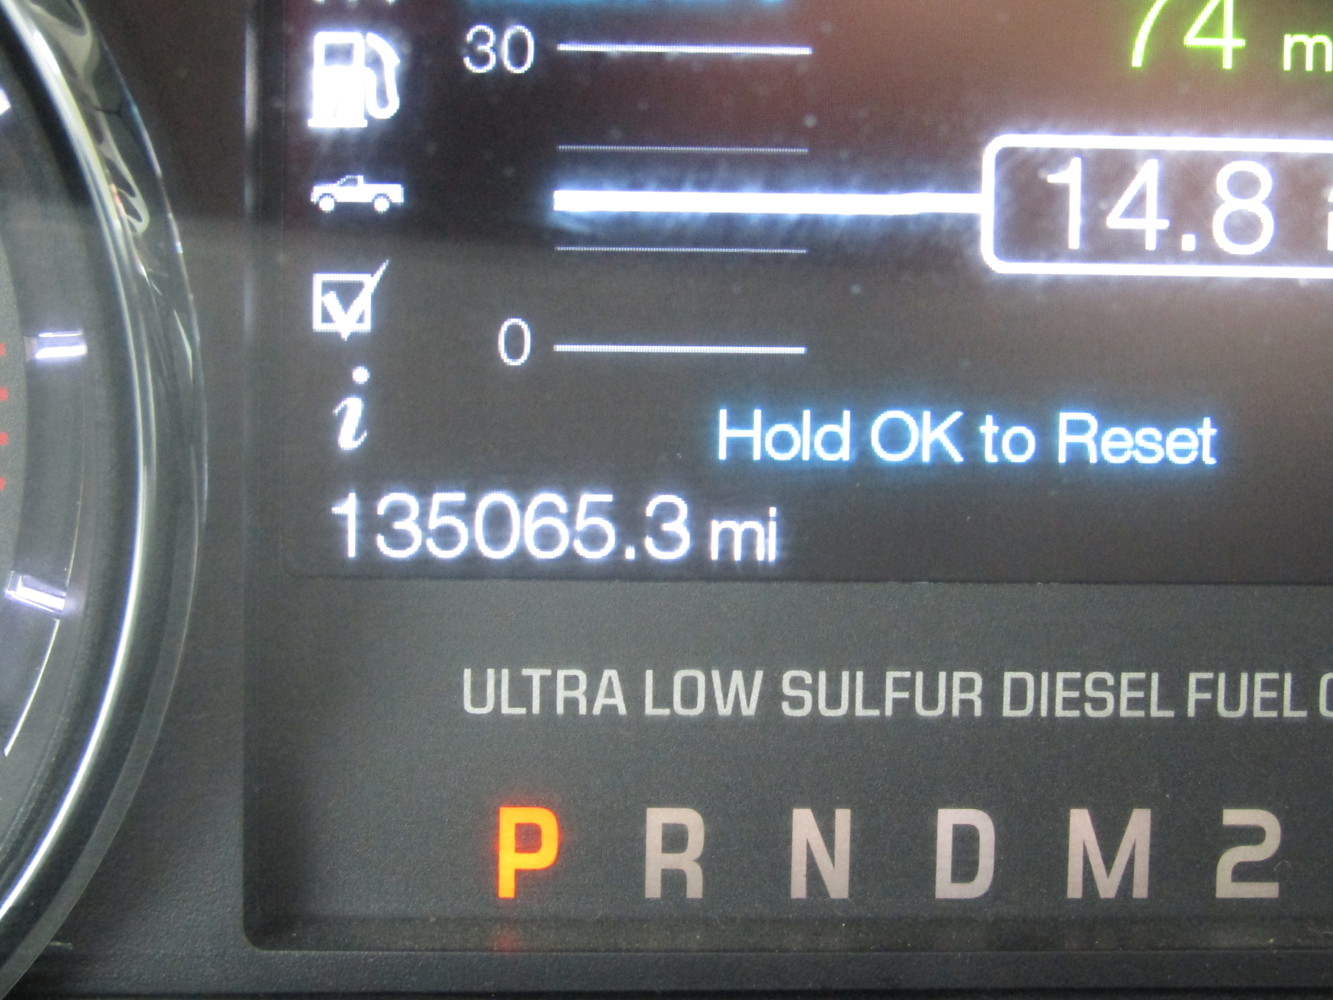 30
74 m
14.8
0
Hold OK to Reset
135065.3 mi
ULTRA LOW SULFUR DIESEL FUEL
P R N D M 2